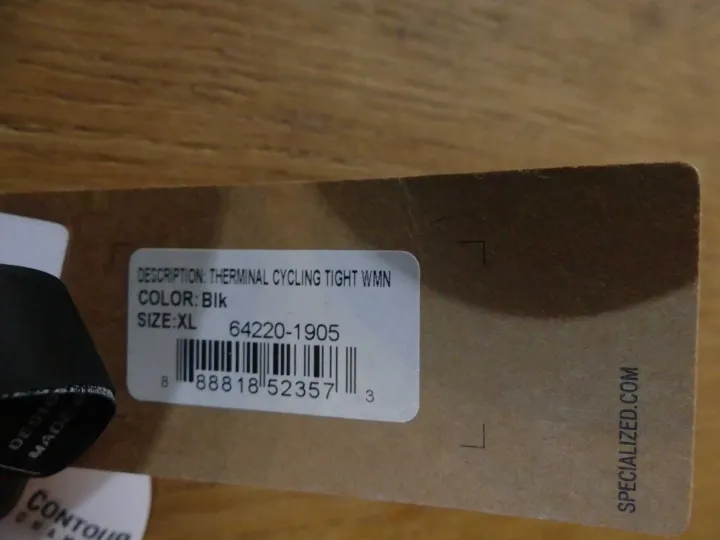 DESCRIPTION: THERMINAL CYCLING TIGHT WMN
COLOR: Blk
SIZE:XL 64220-1905
8 88818 52357 3
SPECIALIZED.COM
CONTOUR